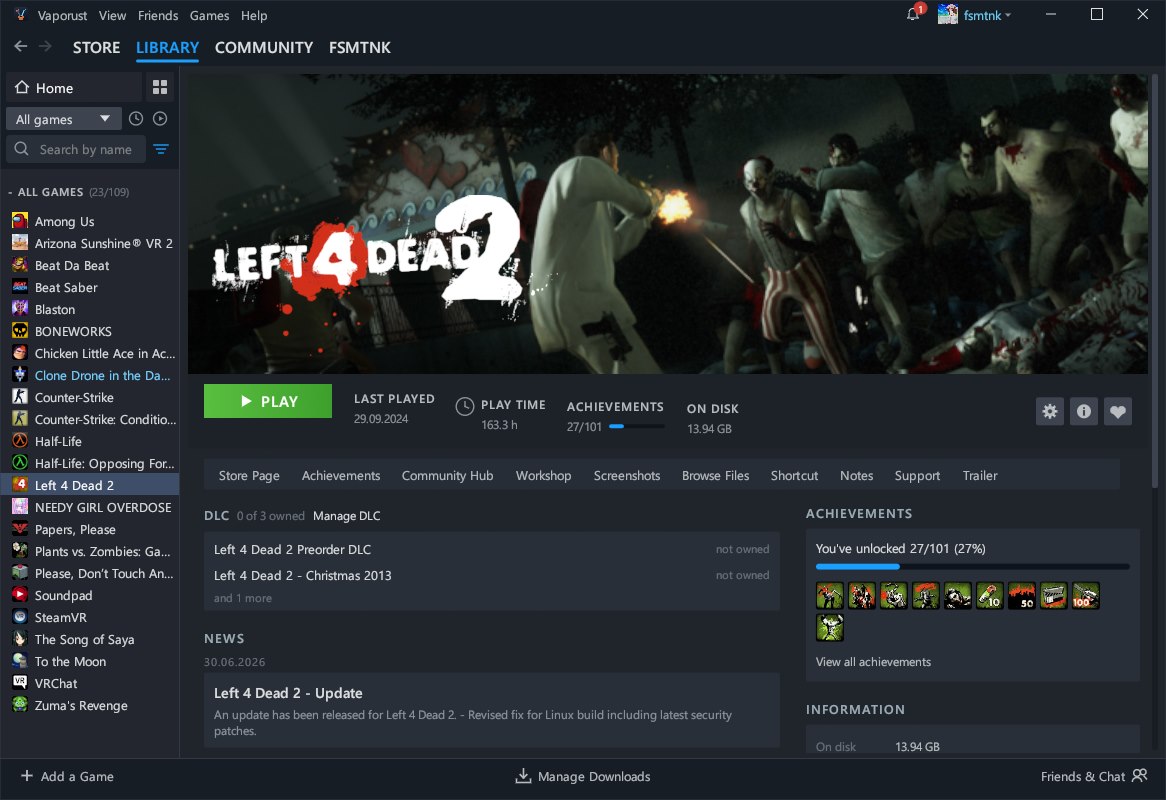 Vaporust View Friends Games Help
1
fsmtnk
STORE LIBRARY COMMUNITY FSMTNK
Home
All games
Search by name
- ALL GAMES (23/109)
Among Us
Arizona Sunshine® VR 2
Beat Da Beat
Beat Saber
Blaston
BONEWORKS
Chicken Little Ace in Ac...
Clone Drone in the Da...
Counter-Strike
Counter-Strike: Conditio...
Half-Life
Half-Life: Opposing For...
Left 4 Dead 2
NEEDY GIRL OVERDOSE
Papers, Please
Plants vs. Zombies: Ga...
Please, Don't Touch An...
Soundpad
SteamVR
The Song of Saya
To the Moon
VRChat
Zuma's Revenge
LEFT 4 DEAD 2
PLAY
LAST PLAYED
29.09.2024
PLAY TIME
163.3 h
ACHIEVEMENTS
27/101
ON DISK
13.94 GB
Store Page Achievements Community Hub Workshop Screenshots Browse Files Shortcut Notes Support Trailer
DLC 0 of 3 owned Manage DLC
Left 4 Dead 2 Preorder DLC not owned
Left 4 Dead 2 - Christmas 2013 not owned
and 1 more
NEWS
30.06.2026
Left 4 Dead 2 - Update
An update has been released for Left 4 Dead 2. - Revised fix for Linux build including latest security
patches.
ACHIEVEMENTS
You've unlocked 27/101 (27%)
10 50 100
View all achievements
INFORMATION
On disk 13.94 GB
Add a Game
Manage Downloads
Friends & Chat